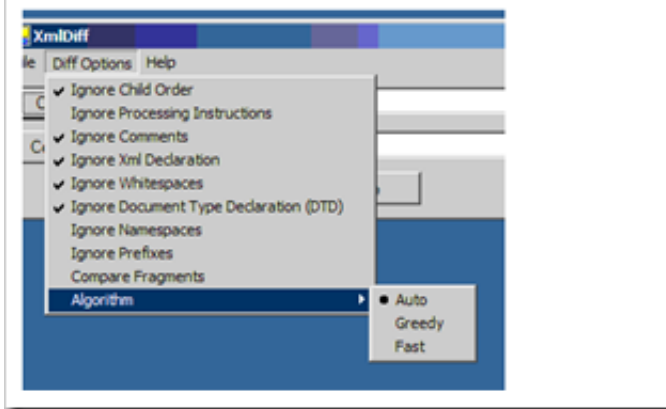 XmlDiff
Diff Options Help
Ignore Child Order
Ignore Processing Instructions
Ignore Comments
Ignore Xml Declaration
Ignore Whitespaces
Ignore Document Type Declaration (DTD)
Ignore Namespaces
Ignore Prefixes
Compare Fragments
Algorithm
Auto
Greedy
Fast